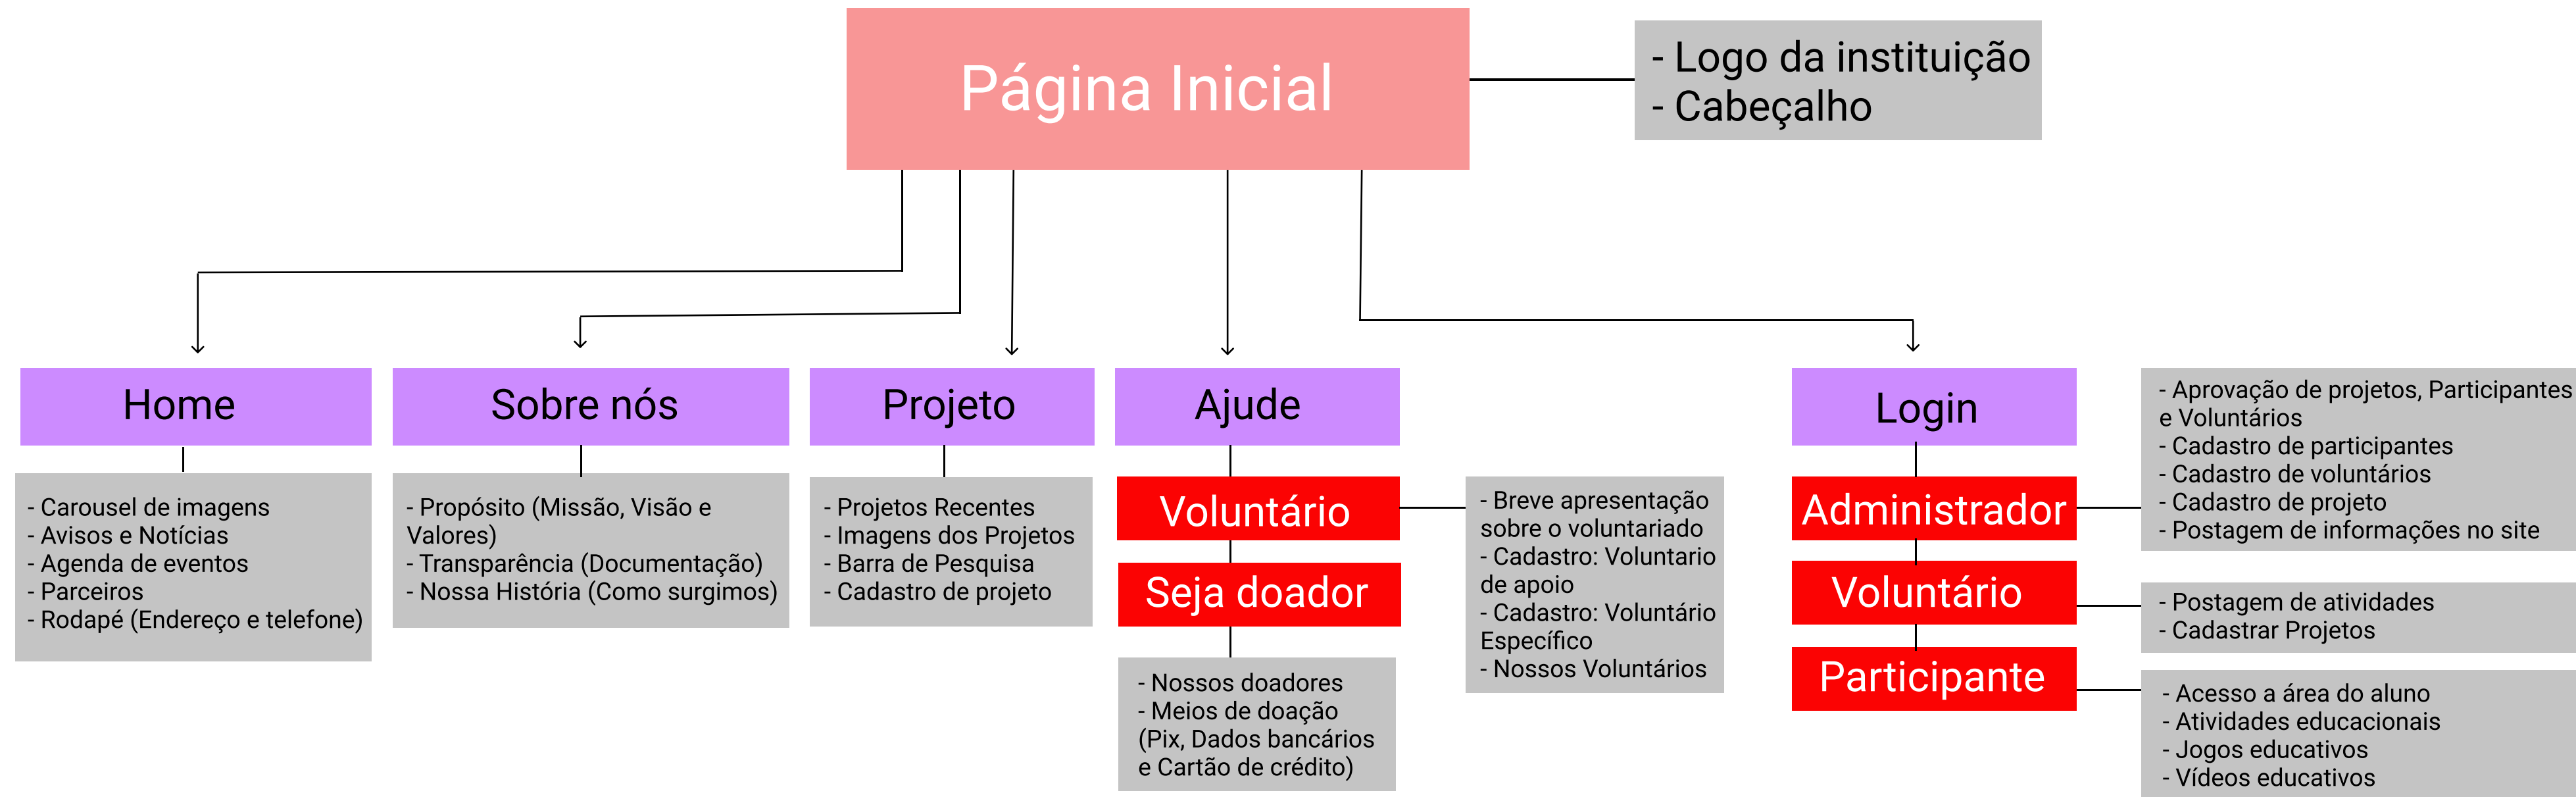 Página Inicial
- Logo da instituição
- Cabeçalho
Home
- Carousel de imagens
- Avisos e Notícias
- Agenda de eventos
- Parceiros
- Rodapé (Endereço e telefone)
Sobre nós
- Propósito (Missão, Visão e
Valores)
- Transparência (Documentação)
- Nossa História (Como surgimos)
Projeto
- Projetos Recentes
- Imagens dos Projetos
- Barra de Pesquisa
- Cadastro de projeto
Ajude
Voluntário
- Breve apresentação
sobre o voluntariado
- Cadastro: Voluntario
de apoio
- Cadastro: Voluntário
Específico
- Nossos Voluntários
Seja doador
- Nossos doadores
- Meios de doação
(Pix, Dados bancários
e Cartão de crédito)
Login
Administrador
- Aprovação de projetos, Participantes
e Voluntários
- Cadastro de participantes
- Cadastro de voluntários
- Cadastro de projeto
- Postagem de informações no site
Voluntário
- Postagem de atividades
- Cadastrar Projetos
Participante
- Acesso a área do aluno
- Atividades educacionais
- Jogos educativos
- Vídeos educativos